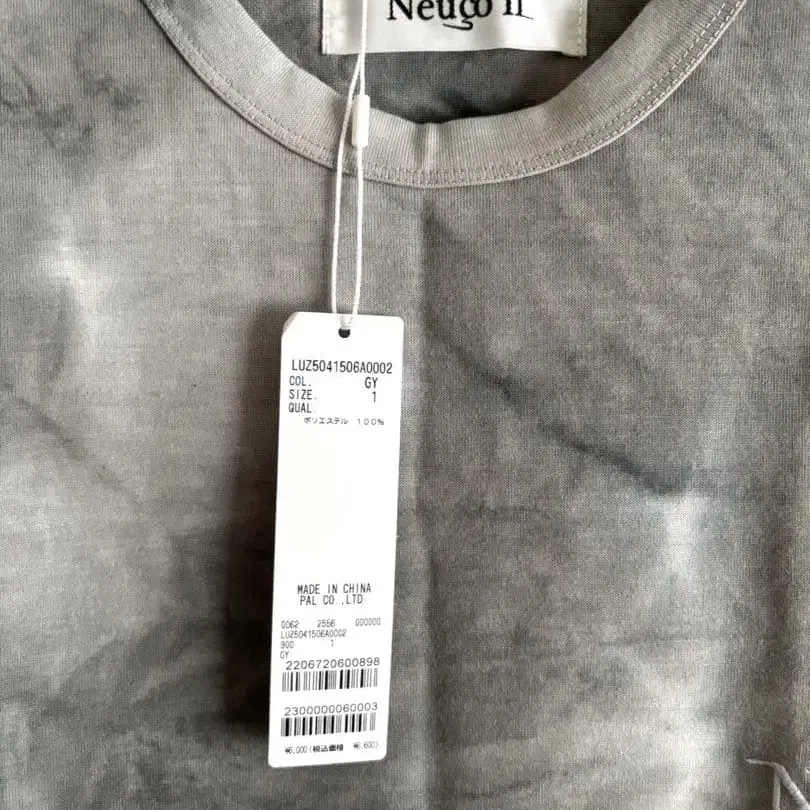 Neugo II
LUZ5041506A0002
COL. GY
SIZE. 1
QUAL
ポリエステル 100%
MADE IN CHINA
PAL CO.,LTD.
0062 2556 000000
LUZ5041506A0002
900 1
GY
2206720600898
2300000060003
¥6,000(税込価格 ¥6,600)
N